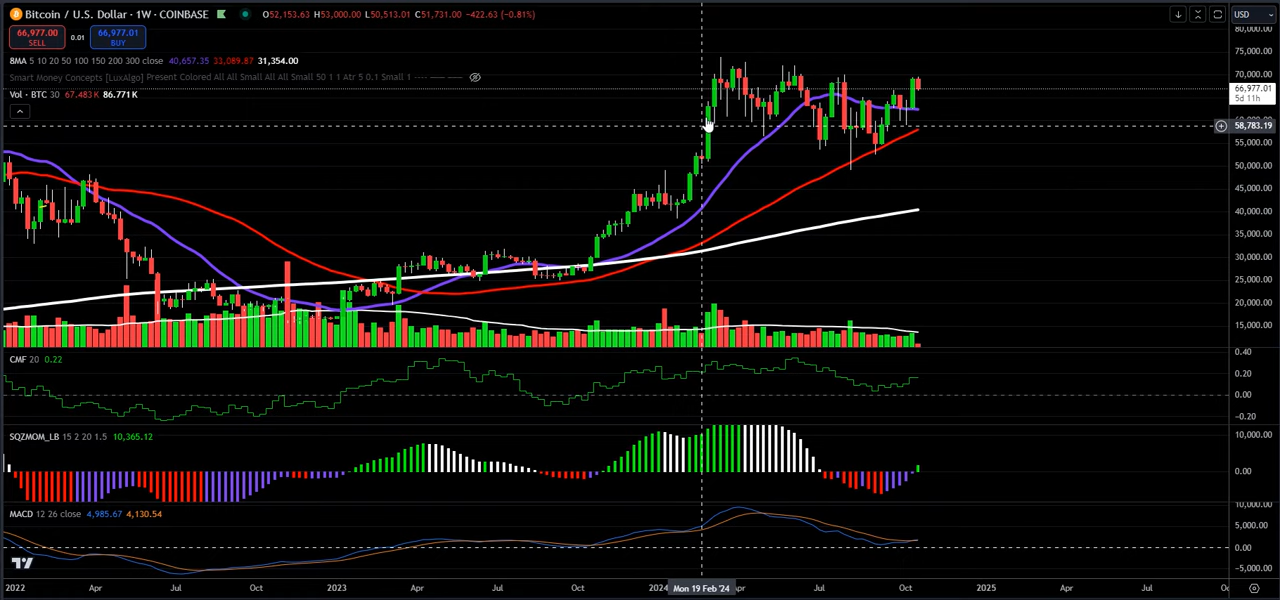 Bitcoin / U.S. Dollar · 1W · COINBASE O52,153.63 H53,000.00 L50,513.01 C51,731.00 -422.63 (-0.81%) USD
66,977.00 SELL 0.01 66,977.01 BUY
8MA 5 10 20 50 100 150 200 300 close 40,657.35 33,089.87 31,354.00
Smart Money Concepts [LuxAlgo] Present Colored All All Small All All Small 50 1 1 Atr 5 0.1 Small 1
Vol · BTC 30 67.483 K 86.771 K
80,000.00
75,000.00
70,000.00
66,977.01
5d 11h
58,783.19
55,000.00
50,000.00
45,000.00
40,000.00
35,000.00
30,000.00
25,000.00
20,000.00
15,000.00
CMF 20 0.22
0.40
0.20
0.00
-0.20
SQZMOM_LB 15 2 20 1.5 10,365.12
10,000.00
0.00
MACD 12 26 close 4,985.67 4,130.54
10,000.00
5,000.00
0.00
-5,000.00
2022 Apr Jul Oct 2023 Apr Jul Oct 2024 Mon 19 Feb '24 Apr Jul Oct 2025 Apr Jul Oc